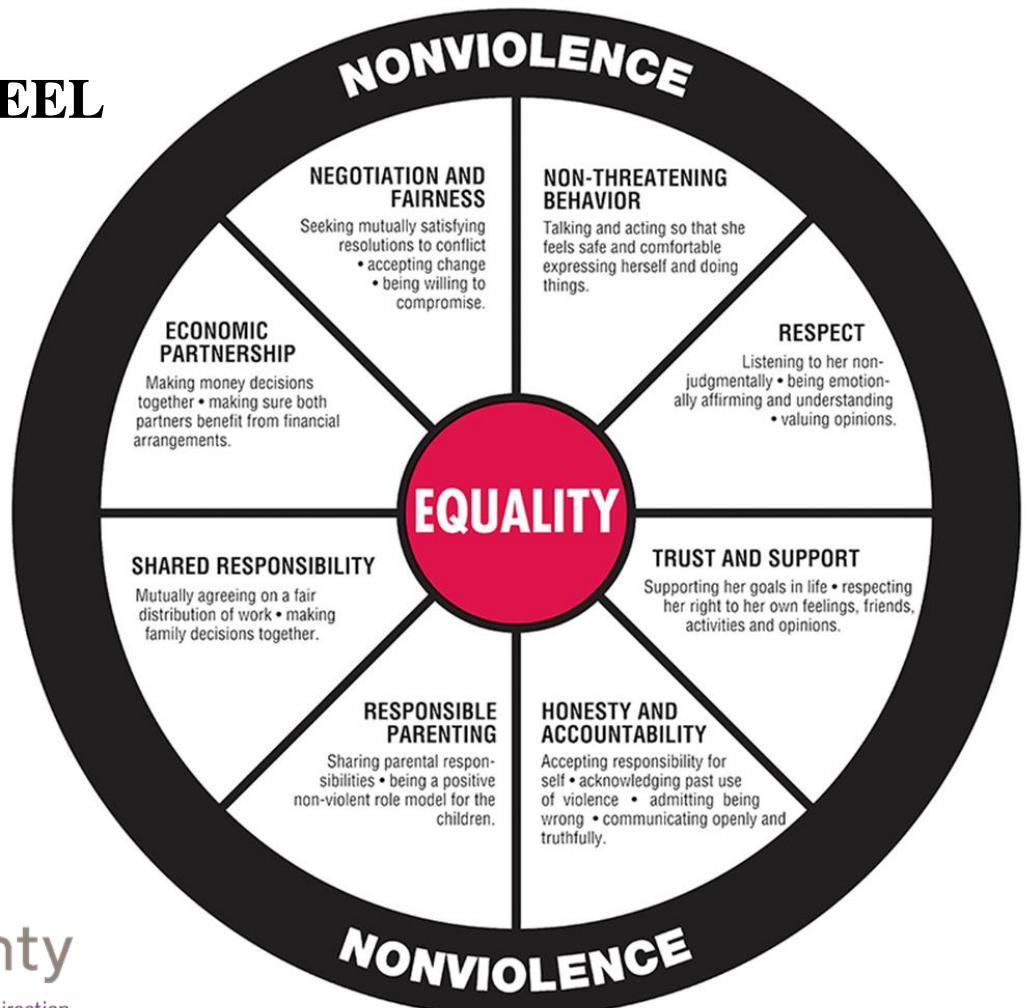 EEL
NONVIOLENCE
NEGOTIATION AND
FAIRNESS
Seeking mutually satisfying
resolutions to conflict
• accepting change
• being willing to
compromise.
NON-THREATENING
BEHAVIOR
Talking and acting so that she
feels safe and comfortable
expressing herself and doing
things.
ECONOMIC
PARTNERSHIP
Making money decisions
together • making sure both
partners benefit from financial
arrangements.
RESPECT
Listening to her non-
judgmentally • being emotion-
ally affirming and understanding
• valuing opinions.
EQUALITY
SHARED RESPONSIBILITY
Mutually agreeing on a fair
distribution of work • making
family decisions together.
TRUST AND SUPPORT
Supporting her goals in life • respecting
her right to her own feelings, friends,
activities and opinions.
RESPONSIBLE
PARENTING
Sharing parental respon-
sibilities • being a positive
non-violent role model for the
children.
HONESTY AND
ACCOUNTABILITY
Accepting responsibility for
self • acknowledging past use
of violence • admitting being
wrong • communicating openly and
truthfully.
NONVIOLENCE
nty